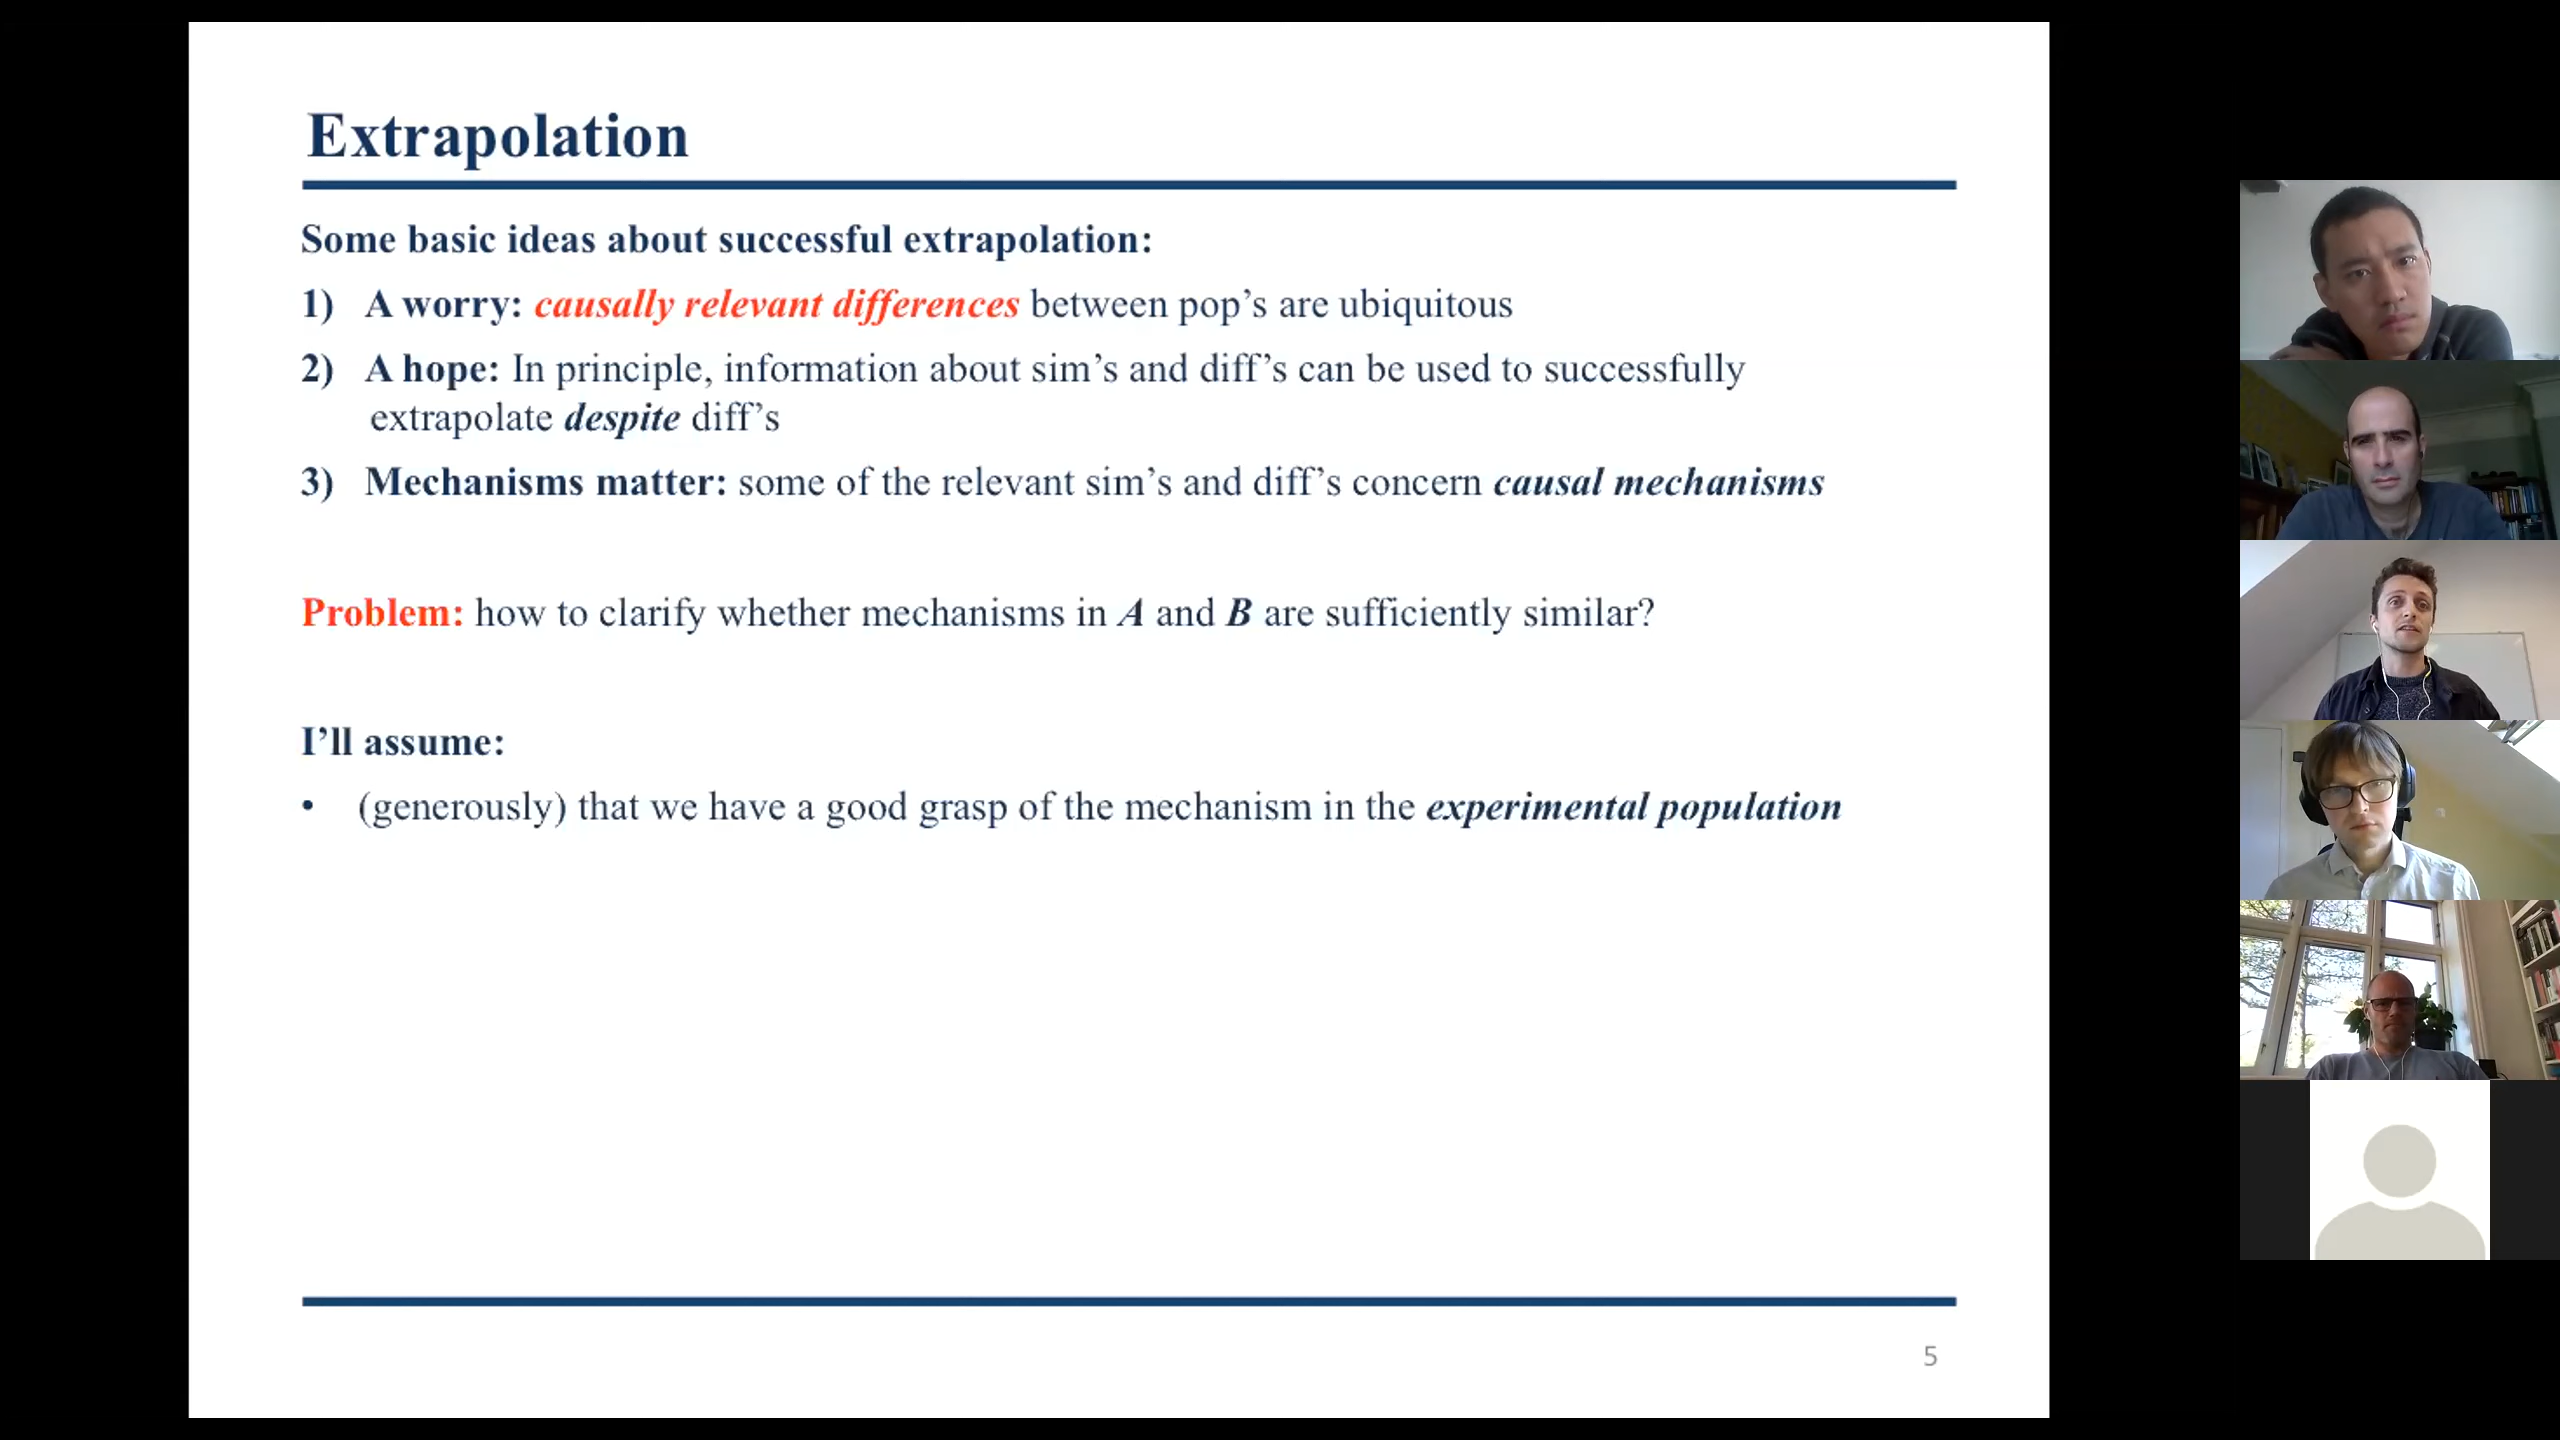 Extrapolation
Some basic ideas about successful extrapolation:
1) A worry: causally relevant differences between pop’s are ubiquitous
2) A hope: In principle, information about sim’s and diff’s can be used to successfully
extrapolate despite diff’s
3) Mechanisms matter: some of the relevant sim’s and diff’s concern causal mechanisms
Problem: how to clarify whether mechanisms in A and B are sufficiently similar?
I’ll assume:
• (generously) that we have a good grasp of the mechanism in the experimental population
5